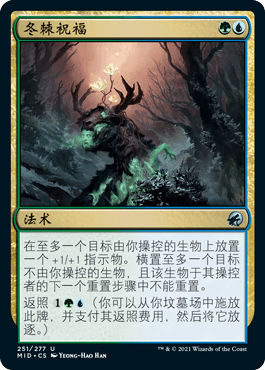 冬棘祝福
法术
在至多一个目标由你操控的生物上放置
一个 +1/+1 指示物。横置至多一个目标
不由你操控的生物，且该生物于其操控
者的下一个重置步骤中不能重置。
返照 1（你可以从你坟墓场中施放
此牌，并支付其返照费用，然后将它放
逐。）
251/277 U
MID • CS Yeong-Hao Han
™ & © 2021 Wizards of the Coast